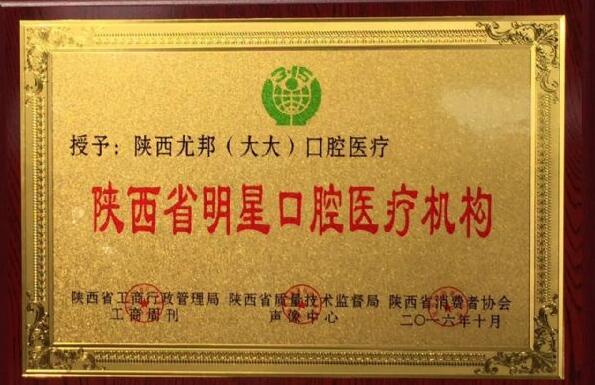 3·15
授予：陕西尤邦（大大）口腔医疗
陕西省明星口腔医疗机构
陕西省工商行政管理局 陕西省质量技术监督局 陕西省消费者协会
工商周刊 声像中心 二〇一六年十月